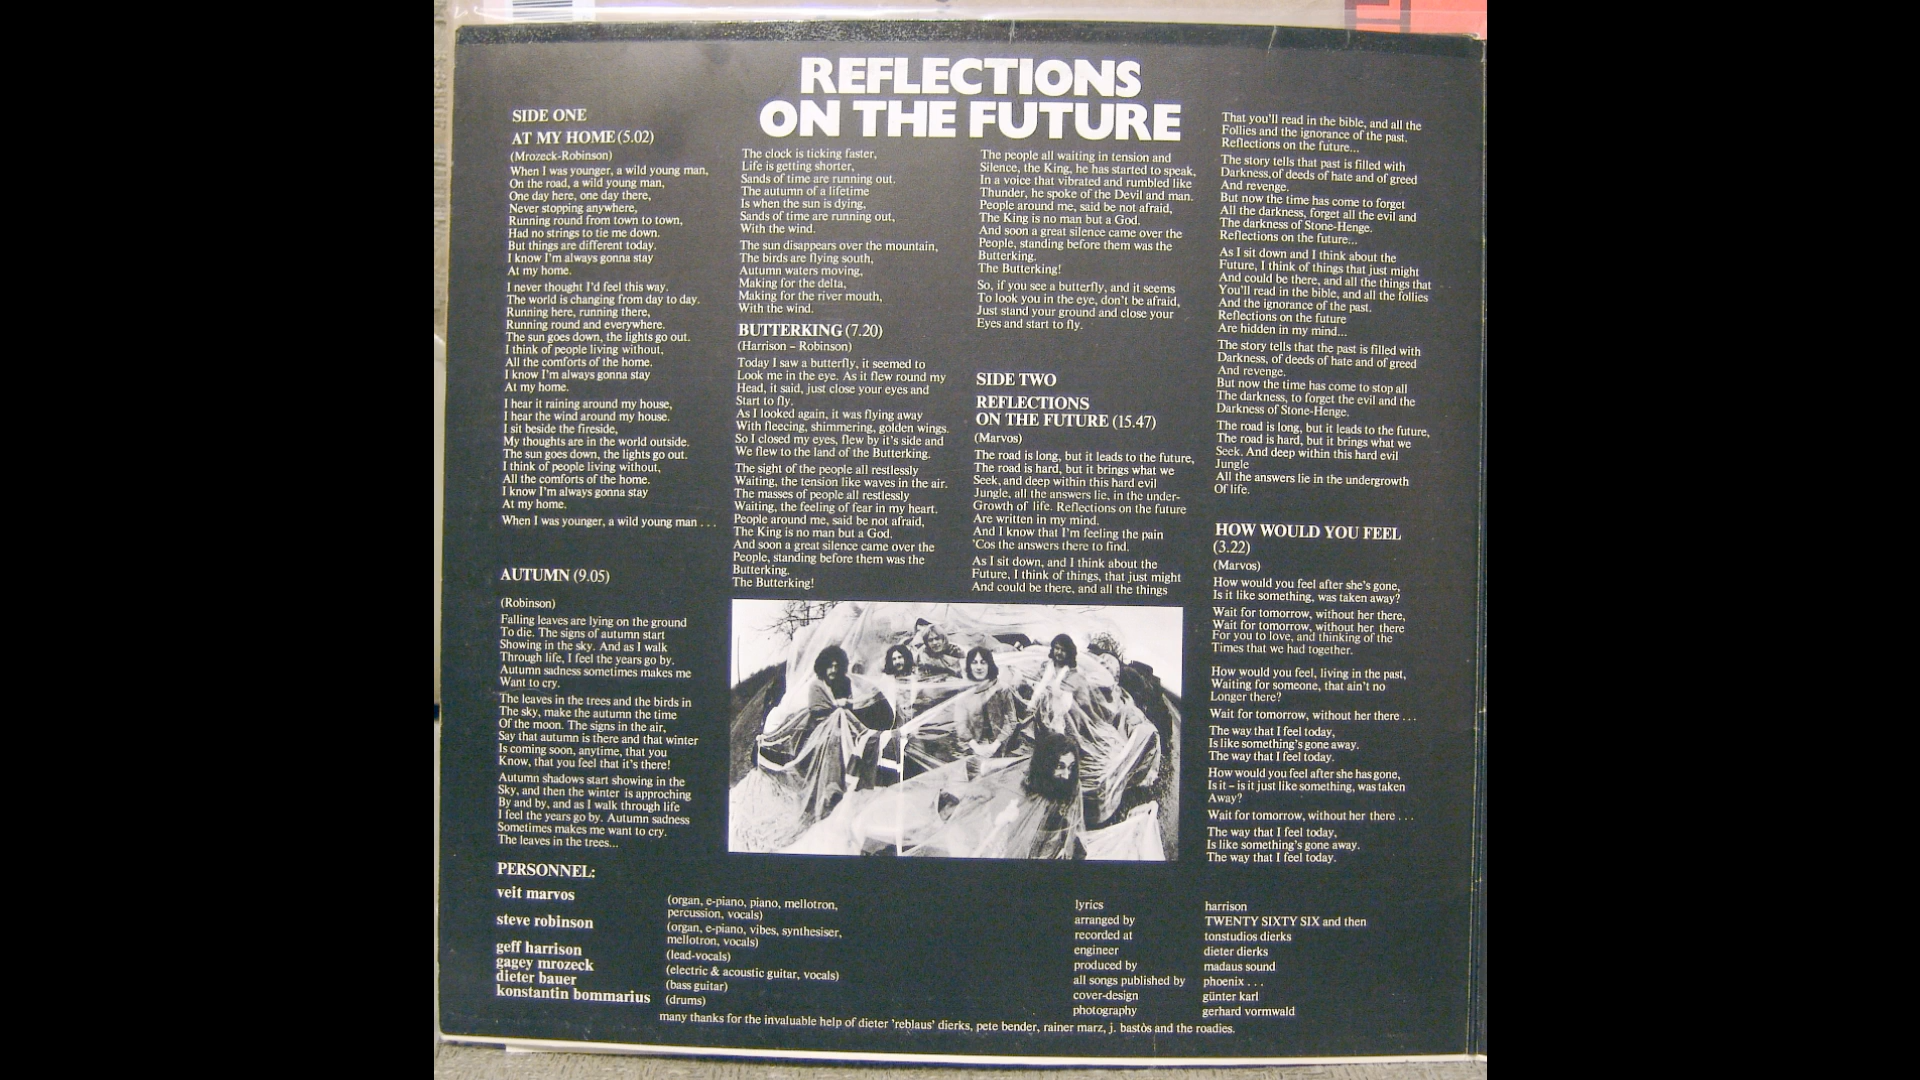 REFLECTIONS
ON THE FUTURE
SIDE ONE
AT MY HOME (5.02)
(Mrozeck-Robinson)
When I was younger, a wild young man,
On the road, a wild young man,
One day here, one day there,
Never stopping anywhere,
Running round from town to town,
Had no strings to tie me down.
But things are different today.
I know I'm always gonna stay
At my home.
I never thought I'd feel this way.
The world is changing from day to day.
Running here, running there,
Running round and everywhere.
The sun goes down, the lights go out.
I think of people living without,
All the comforts of the home.
I know I'm always gonna stay
At my home.
I hear it raining around my house,
I hear the wind around my house.
I sit beside the fireside,
My thoughts are in the world outside.
The sun goes down, the lights go out.
I think of people living without,
All the comforts of the home.
I know I'm always gonna stay
At my home.
When I was younger, a wild young man . . .
AUTUMN (9.05)
(Robinson)
Falling leaves are lying on the ground
To die. The signs of autumn start
Showing in the sky. And as I walk
Through life, I feel the years go by.
Autumn sadness sometimes makes me
Want to cry.
The leaves in the trees and the birds in
The sky, make the autumn the time
Of the moon. The signs in the air,
Say that autumn is there and that winter
Is coming soon, anytime, that you
Know, that you feel that it's there!
Autumn shadows start showing in the
Sky, and then the winter is approching
By and by, and as I walk through life
I feel the years go by. Autumn sadness
Sometimes makes me want to cry.
The leaves in the trees...
The clock is ticking faster,
Life is getting shorter,
Sands of time are running out.
The autumn of a lifetime
Is when the sun is dying,
Sands of time are running out,
With the wind.
The sun disappears over the mountain,
The birds are flying south,
Autumn waters moving,
Making for the delta,
Making for the river mouth,
With the wind.
BUTTERKING (7.20)
(Harrison – Robinson)
Today I saw a butterfly, it seemed to
Look me in the eye. As it flew round my
Head, it said, just close your eyes and
Start to fly.
As I looked again, it was flying away
With fleecing, shimmering, golden wings.
So I closed my eyes, flew by it's side and
We flew to the land of the Butterking.
The sight of the people all restlessly
Waiting, the tension like waves in the air.
The masses of people all restlessly
Waiting, the feeling of fear in my heart.
People around me, said be not afraid,
The King is no man but a God.
And soon a great silence came over the
People, standing before them was the
Butterking.
The Butterking!
The people all waiting in tension and
Silence, the King, he has started to speak,
In a voice that vibrated and rumbled like
Thunder, he spoke of the Devil and man.
People around me, said be not afraid,
The King is no man but a God.
And soon a great silence came over the
People, standing before them was the
Butterking.
The Butterking!
So, if you see a butterfly, and it seems
To look you in the eye, don't be afraid,
Just stand your ground and close your
Eyes and start to fly.
SIDE TWO
REFLECTIONS
ON THE FUTURE (15.47)
(Marvos)
The road is long, but it leads to the future,
The road is hard, but it brings what we
Seek, and deep within this hard evil
Jungle, all the answers lie, in the under-
Growth of life. Reflections on the future
Are written in my mind.
And I know that I'm feeling the pain
'Cos the answers there to find.
As I sit down, and I think about the
Future, I think of things, that just might
And could be there, and all the things
That you'll read in the bible, and all the
Follies and the ignorance of the past.
Reflections on the future...
The story tells that past is filled with
Darkness, of deeds of hate and of greed
And revenge.
But now the time has come to forget
All the darkness, forget all the evil and
The darkness of Stone-Henge.
Reflections on the future...
As I sit down and I think about the
Future, I think of things that just might
And could be there, and all the things that
You'll read in the bible, and all the follies
And the ignorance of the past.
Reflections on the future
Are hidden in my mind...
The story tells that the past is filled with
Darkness, of deeds of hate and of greed
And revenge.
But now the time has come to stop all
The darkness, to forget the evil and the
Darkness of Stone-Henge.
The road is long, but it leads to the future,
The road is hard, but it brings what we
Seek. And deep within this hard evil
Jungle
All the answers lie in the undergrowth
Of life.
HOW WOULD YOU FEEL
(3.22)
(Marvos)
How would you feel after she's gone,
Is it like something, was taken away?
Wait for tomorrow, without her there,
Wait for tomorrow, without her there
For you to love, and thinking of the
Times that we had together.
How would you feel, living in the past,
Waiting for someone, that ain't no
Longer there?
Wait for tomorrow, without her there . . .
The way that I feel today,
Is like something's gone away.
The way that I feel today.
How would you feel after she has gone,
Is it – is it just like something, was taken
Away?
Wait for tomorrow, without her there . . .
The way that I feel today,
Is like something's gone away.
The way that I feel today.
PERSONNEL:
veit marvos (organ, e-piano, piano, mellotron,
percussion, vocals)
steve robinson (organ, e-piano, vibes, synthesiser,
mellotron, vocals)
geff harrison (lead-vocals)
gagey mrozeck (electric & acoustic guitar, vocals)
dieter bauer (bass guitar)
konstantin bommarius (drums)
lyrics harrison
arranged by TWENTY SIXTY SIX and then
recorded at tonstudios dierks
engineer dieter dierks
produced by madaus sound
all songs published by phoenix . . .
cover-design günter karl
photography gerhard vormwald
many thanks for the invaluable help of dieter 'reblaus' dierks, pete bender, rainer marz, j. bastòs and the roadies.